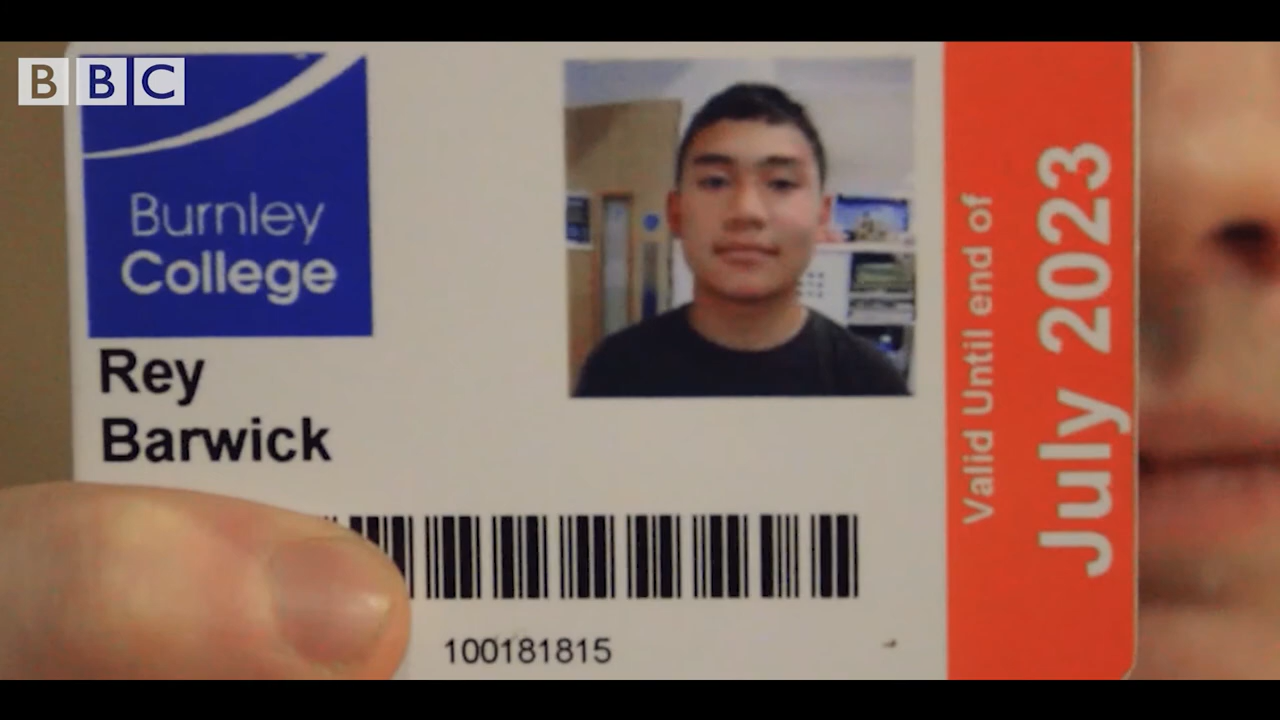 BBC
Burnley
College
Rey
Barwick
100181815
Valid Until end of
July 2023